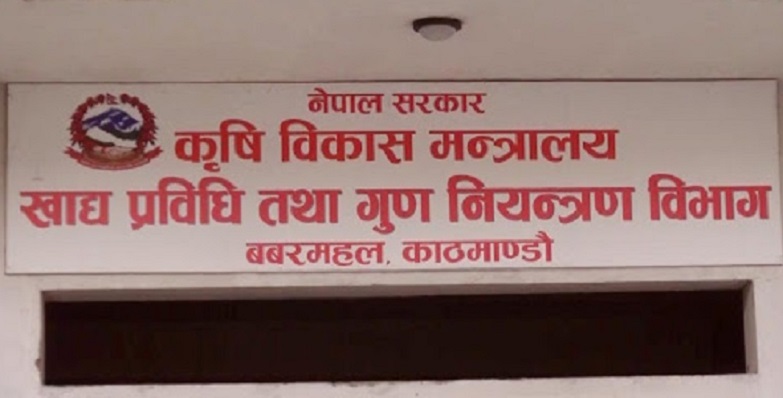 नेपाल सरकार
कृषि विकास मन्त्रालय
खाद्य प्रविधि तथा गुण नियन्त्रण विभाग
बबरमहल, काठमाण्डौ